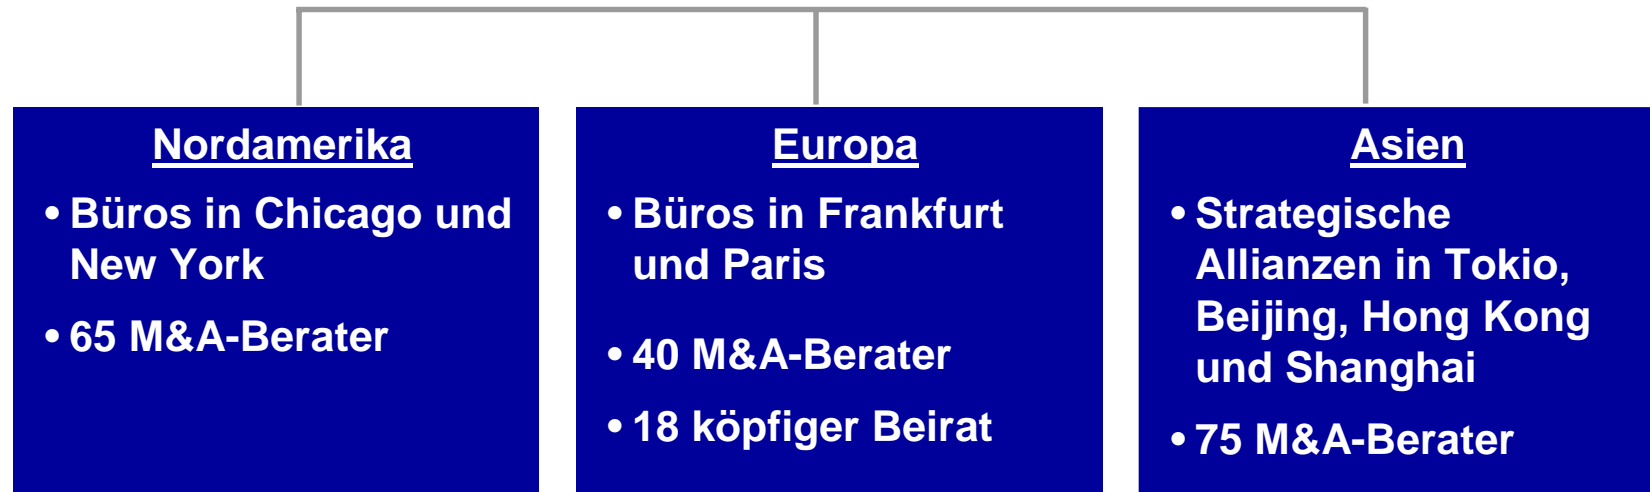 Nordamerika
• Büros in Chicago und
New York
• 65 M&A-Berater
Europa
• Büros in Frankfurt
und Paris
• 40 M&A-Berater
• 18 köpfiger Beirat
Asien
• Strategische
Allianzen in Tokio,
Beijing, Hong Kong
und Shanghai
• 75 M&A-Berater